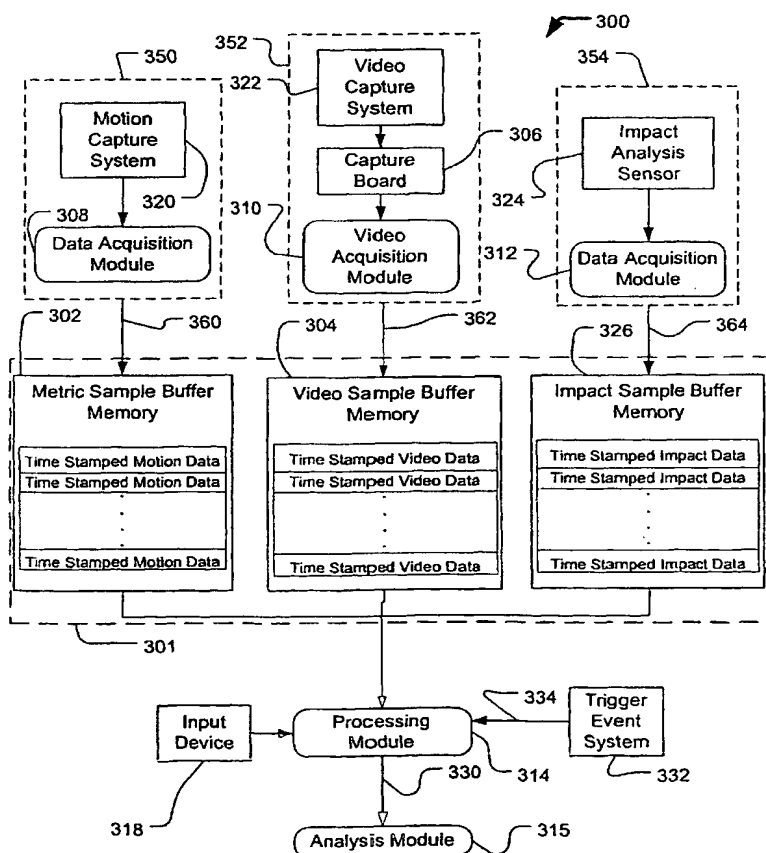 300
350
352
354
322
Video
Capture
System
Motion
Capture
System
306
Impact
Analysis
Sensor
Capture
Board
320
324
308
310
312
Data Acquisition
Module
Video
Acquisition
Module
Data Acquisition
Module
302
360
304
362
326
364
Metric Sample Buffer
Memory
Time Stamped Motion Data
Time Stamped Motion Data
.
.
.
Time Stamped Motion Data
Video Sample Buffer
Memory
Time Stamped Video Data
Time Stamped Video Data
.
.
.
Time Stamped Video Data
Impact Sample Buffer
Memory
Time Stamped Impact Data
Time Stamped Impact Data
.
.
.
Time Stamped Impact Data
301
Input
Device
Processing
Module
334
Trigger
Event
System
318
330
314
332
Analysis Module
315